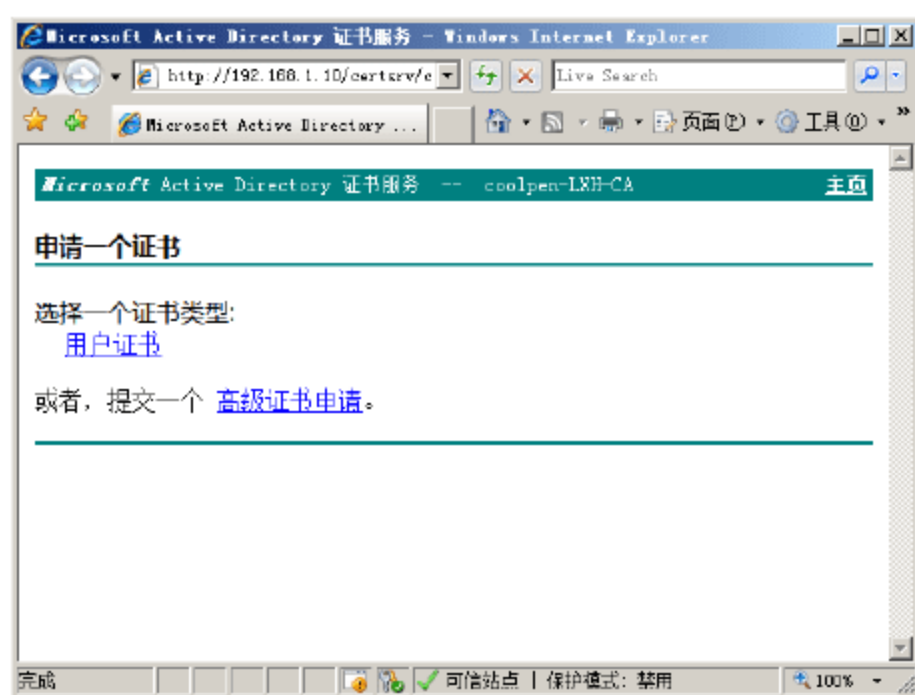 Microsoft Active Directory 证书服务 - Windows Internet Explorer
http://192.168.1.10/certsrv/c
Live Search
Microsoft Active Directory ...
页面(P)
工具(O)
»
Microsoft Active Directory 证书服务 -- coolpen-LXH-CA 主页
申请一个证书
选择一个证书类型:
用户证书
或者，提交一个 高级证书申请。
完成
可信站点 | 保护模式: 禁用
100%